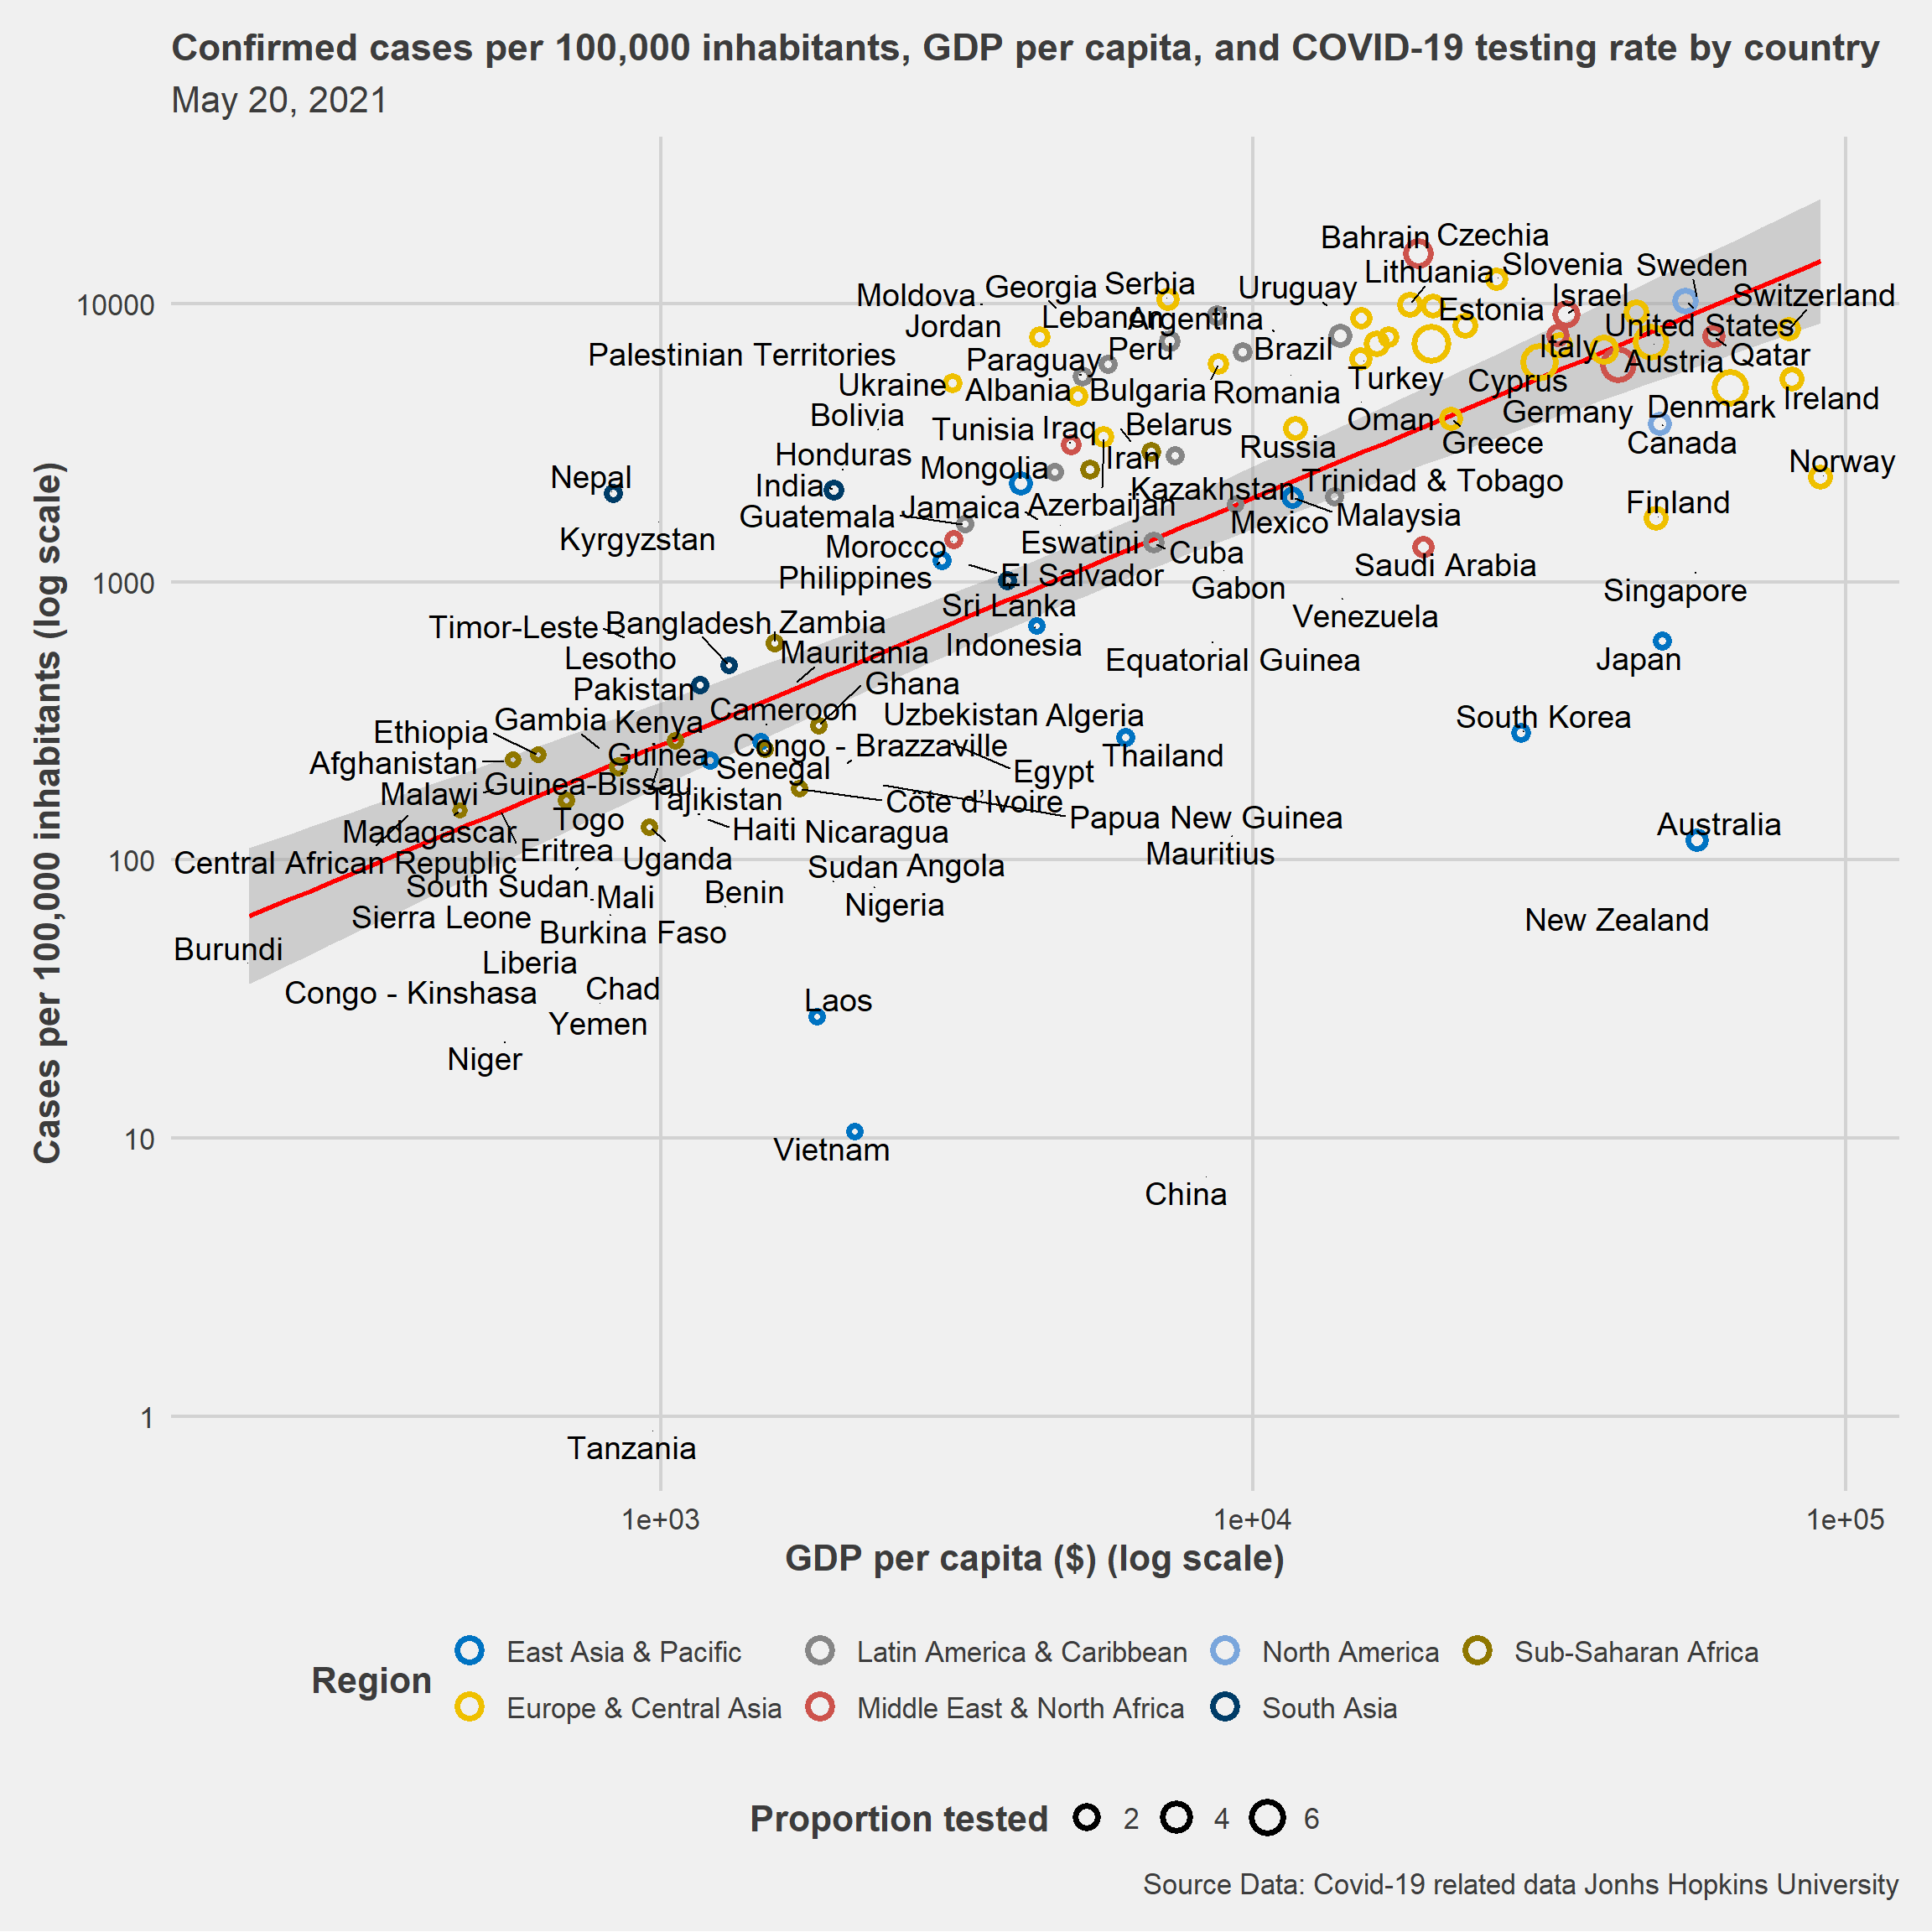 Confirmed cases per 100,000 inhabitants, GDP per capita, and COVID-19 testing rate by country
May 20, 2021
Bahrain Czechia
Lithuania Slovenia Sweden
Moldova Georgia Serbia Uruguay Estonia Israel Switzerland
10000
Jordan Lebanon Argentina United States
Palestinian Territories Paraguay Peru Brazil Italy Austria Qatar
Ukraine Albania Bulgaria Romania Turkey Cyprus Ireland
Bolivia Tunisia Iraq Belarus Oman Germany Denmark
Honduras Mongolia Iran Russia Greece Canada
Nepal India Kazakhstan Trinidad & Tobago Norway
Guatemala Jamaica Azerbaijan Mexico Malaysia Finland
Kyrgyzstan Morocco Eswatini Cuba
Philippines El Salvador Gabon Saudi Arabia Singapore
1000
Timor-Leste Bangladesh Zambia Sri Lanka Venezuela
Lesotho Mauritania Indonesia Equatorial Guinea Japan
Pakistan Ghana
Ethiopia Gambia Kenya Cameroon Uzbekistan Algeria South Korea
Afghanistan Guinea Congo - Brazzaville Thailand
Malawi Guinea-Bissau Senegal Egypt
Tajikistan Côte d’Ivoire
Madagascar Togo Haiti Nicaragua Papua New Guinea Australia
Central African Republic Eritrea Uganda Sudan Angola Mauritius
100
South Sudan Mali Benin Nigeria
Sierra Leone Burkina Faso New Zealand
Burundi Liberia
Congo - Kinshasa Chad Laos
Yemen
Niger
10
Vietnam
China
1
Tanzania
Cases per 100,000 inhabitants (log scale)
1e+03 1e+04 1e+05
GDP per capita ($) (log scale)
Region
East Asia & Pacific Latin America & Caribbean North America Sub-Saharan Africa
Europe & Central Asia Middle East & North Africa South Asia
Proportion tested 2 4 6
Source Data: Covid-19 related data Jonhs Hopkins University